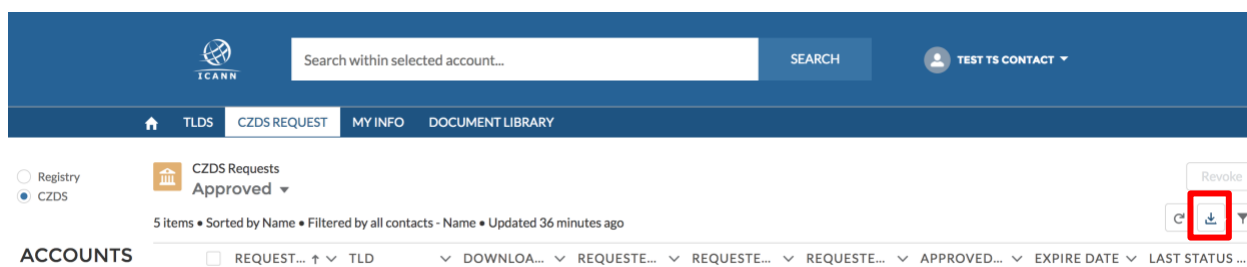 ICANN
Search within selected account...
SEARCH
TEST TS CONTACT
TLDS CZDS REQUEST MY INFO DOCUMENT LIBRARY
Registry
CZDS
CZDS Requests
Approved
Revoke
5 items • Sorted by Name • Filtered by all contacts - Name • Updated 36 minutes ago
ACCOUNTS
REQUEST... ↑ TLD DOWNLOA... REQUESTE... REQUESTE... REQUESTE... APPROVED... EXPIRE DATE LAST STATUS ...